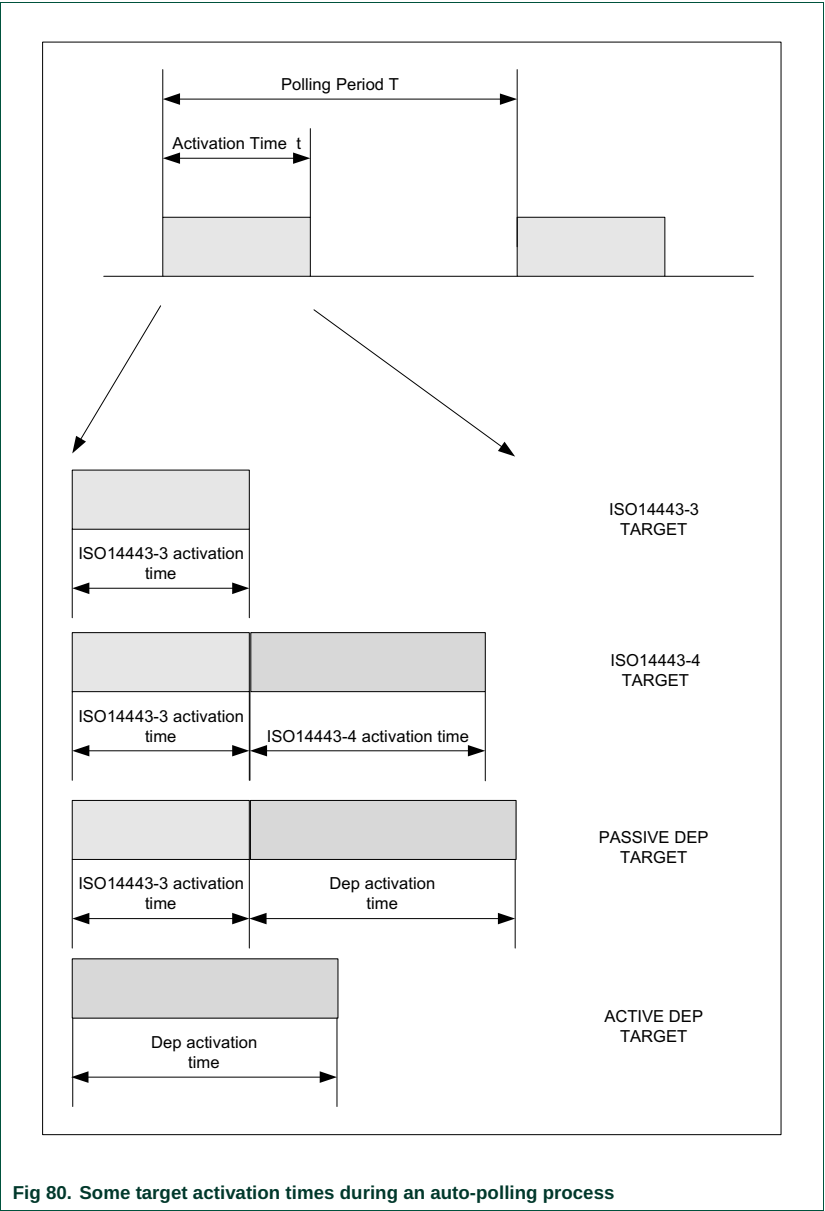 Polling Period T
Activation Time t
ISO14443-3
TARGET
ISO14443-3 activation
time
ISO14443-4
TARGET
ISO14443-3 activation
time
ISO14443-4 activation time
PASSIVE DEP
TARGET
ISO14443-3 activation
time
Dep activation
time
ACTIVE DEP
TARGET
Dep activation
time
Fig 80. Some target activation times during an auto-polling process